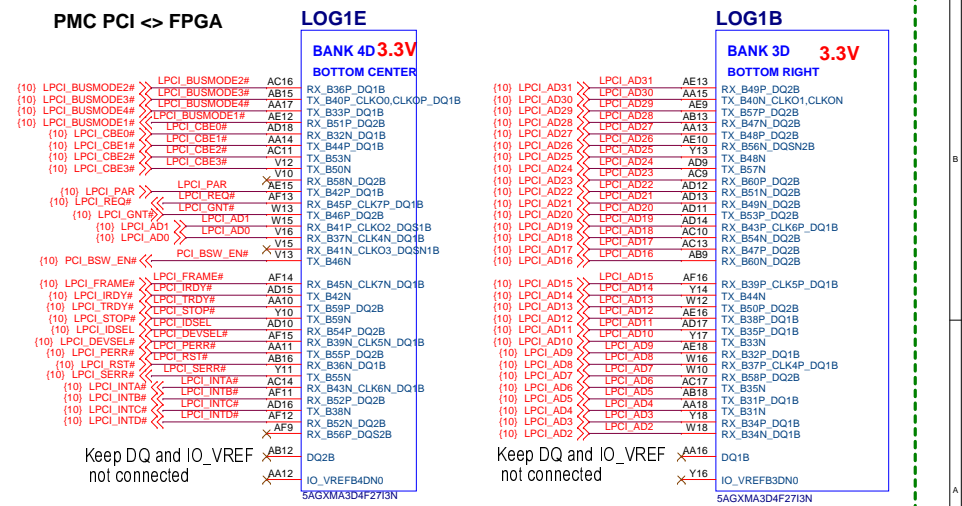 PMC PCI <> FPGA
LOG1E
BANK 4D 3.3V
BOTTOM CENTER
{10} LPCI_BUSMODE2# LPCI_BUSMODE2# AC16 RX_B36P_DQ1B
{10} LPCI_BUSMODE3# LPCI_BUSMODE3# AB15 TX_B40P_CLKO0,CLKOP_DQ1B
{10} LPCI_BUSMODE4# LPCI_BUSMODE4# AA17 TX_B33P_DQ1B
{10} LPCI_BUSMODE1# LPCI_BUSMODE1# AE12 RX_B51P_DQ2B
{10} LPCI_CBE0# LPCI_CBE0# AD18 RX_B32N_DQ1B
{10} LPCI_CBE1# LPCI_CBE1# AA14 TX_B44P_DQ1B
{10} LPCI_CBE2# LPCI_CBE2# AC11 TX_B53N
{10} LPCI_CBE3# LPCI_CBE3# V12 TX_B50N
V10 RX_B58N_DQ2B
{10} LPCI_PAR LPCI_PAR AE15 TX_B42P_DQ1B
{10} LPCI_REQ# LPCI_REQ# AF13 RX_B45P_CLK7P_DQ1B
{10} LPCI_GNT# LPCI_GNT# W13 TX_B46P_DQ2B
{10} LPCI_AD1 LPCI_AD1 W15 RX_B41P_CLKO2_DQS1B
{10} LPCI_AD0 LPCI_AD0 V16 RX_B37N_CLK4N_DQ1B
V15 RX_B41N_CLKO3_DQSN1B
{10} PCI_BSW_EN# PCI_BSW_EN# V13 TX_B46N
{10} LPCI_FRAME# LPCI_FRAME# AF14 RX_B45N_CLK7N_DQ1B
{10} LPCI_IRDY# LPCI_IRDY# AD15 TX_B42N
{10} LPCI_TRDY# LPCI_TRDY# AA10 TX_B59P_DQ2B
{10} LPCI_STOP# LPCI_STOP# Y10 TX_B59N
{10} LPCI_IDSEL LPCI_IDSEL AD10 RX_B54P_DQ2B
{10} LPCI_DEVSEL# LPCI_DEVSEL# AF15 RX_B39N_CLK5N_DQ1B
{10} LPCI_PERR# LPCI_PERR# AA11 TX_B55P_DQ2B
{10} LPCI_RST# LPCI_RST# AB16 RX_B36N_DQ1B
{10} LPCI_SERR# LPCI_SERR# Y11 TX_B55N
{10} LPCI_INTA# LPCI_INTA# AC14 RX_B43N_CLK6N_DQ1B
{10} LPCI_INTB# LPCI_INTB# AF11 RX_B52P_DQ2B
{10} LPCI_INTC# LPCI_INTC# AD16 TX_B38N
{10} LPCI_INTD# LPCI_INTD# AF12 RX_B52N_DQ2B
AF9 RX_B56P_DQS2B
Keep DQ and IO_VREF
not connected
AB12 DQ2B
AA12 IO_VREFB4DN0
5AGXMA3D4F27I3N
LOG1B
BANK 3D 3.3V
BOTTOM RIGHT
{10} LPCI_AD31 LPCI_AD31 AE13 RX_B49P_DQ2B
{10} LPCI_AD30 LPCI_AD30 AA15 TX_B40N_CLKO1,CLKON
{10} LPCI_AD29 LPCI_AD29 AE9 TX_B57P_DQ2B
{10} LPCI_AD28 LPCI_AD28 AB13 RX_B47N_DQ2B
{10} LPCI_AD27 LPCI_AD27 AA13 TX_B48P_DQ2B
{10} LPCI_AD26 LPCI_AD26 AE10 RX_B56N_DQSN2B
{10} LPCI_AD25 LPCI_AD25 Y13 TX_B48N
{10} LPCI_AD24 LPCI_AD24 AD9 TX_B57N
{10} LPCI_AD23 LPCI_AD23 AC9 RX_B60P_DQ2B
{10} LPCI_AD22 LPCI_AD22 AD12 RX_B51N_DQ2B
{10} LPCI_AD21 LPCI_AD21 AD13 RX_B49N_DQ2B
{10} LPCI_AD20 LPCI_AD20 AD11 TX_B53P_DQ2B
{10} LPCI_AD19 LPCI_AD19 AD14 RX_B43P_CLK6P_DQ1B
{10} LPCI_AD18 LPCI_AD18 AC10 RX_B54N_DQ2B
{10} LPCI_AD17 LPCI_AD17 AC13 RX_B47P_DQ2B
{10} LPCI_AD16 LPCI_AD16 AB9 RX_B60N_DQ2B
{10} LPCI_AD15 LPCI_AD15 AF16 RX_B39P_CLK5P_DQ1B
{10} LPCI_AD14 LPCI_AD14 Y14 TX_B44N
{10} LPCI_AD13 LPCI_AD13 W12 TX_B50P_DQ2B
{10} LPCI_AD12 LPCI_AD12 AE16 TX_B38P_DQ1B
{10} LPCI_AD11 LPCI_AD11 AD17 TX_B35P_DQ1B
{10} LPCI_AD10 LPCI_AD10 Y17 TX_B33N
{10} LPCI_AD9 LPCI_AD9 AE18 RX_B32P_DQ1B
{10} LPCI_AD8 LPCI_AD8 W16 RX_B37P_CLK4P_DQ1B
{10} LPCI_AD7 LPCI_AD7 W10 RX_B58P_DQ2B
{10} LPCI_AD6 LPCI_AD6 AC17 TX_B35N
{10} LPCI_AD5 LPCI_AD5 AB18 TX_B31P_DQ1B
{10} LPCI_AD4 LPCI_AD4 AA18 TX_B31N
{10} LPCI_AD3 LPCI_AD3 Y18 RX_B34P_DQ1B
{10} LPCI_AD2 LPCI_AD2 W18 RX_B34N_DQ1B
Keep DQ and IO_VREF
not connected
AA16 DQ1B
Y16 IO_VREFB3DN0
5AGXMA3D4F27I3N
B
A